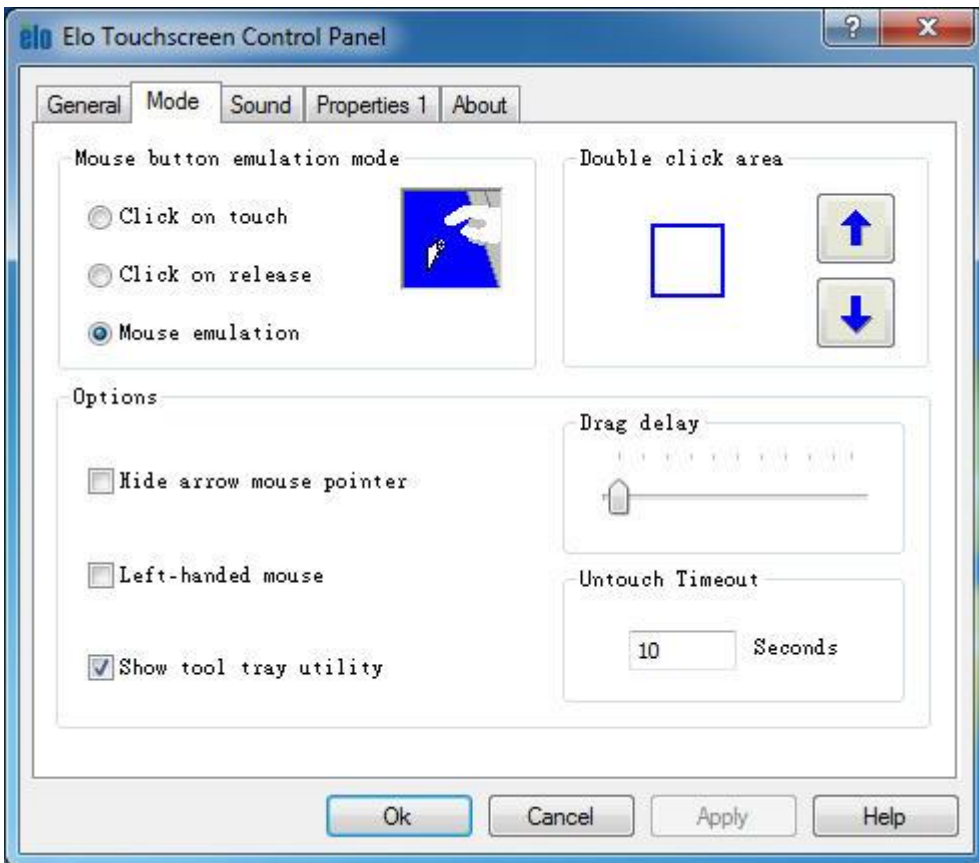 elo Elo Touchscreen Control Panel
?
X
General Mode Sound Properties 1 About
Mouse button emulation mode
Click on touch
Click on release
Mouse emulation
Double click area
Options
Hide arrow mouse pointer
Left-handed mouse
Show tool tray utility
Drag delay
Untouch Timeout
10 Seconds
Ok Cancel Apply Help